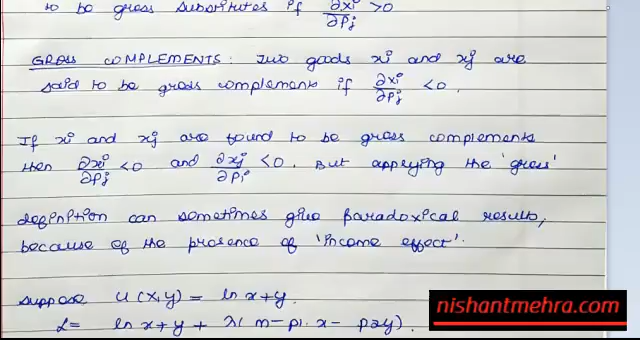 to be gross substitutes if ∂xi/∂Pj >0
GROSS COMPLEMENTS: Two goods xi and xj are
said to be gross complements if ∂xi/∂Pj <0.
If xi and xj are found to be gross complements
then ∂xi/∂Pj <0 and ∂xj/∂Pi <0. But applying the 'gross'
definition can sometimes give paradoxical results,
because of the presence of 'income effect'.
suppose U(x,y) = ln x+y.
L= ln x+y + λ(m-p1.x- p2y).
nishantmehra.com